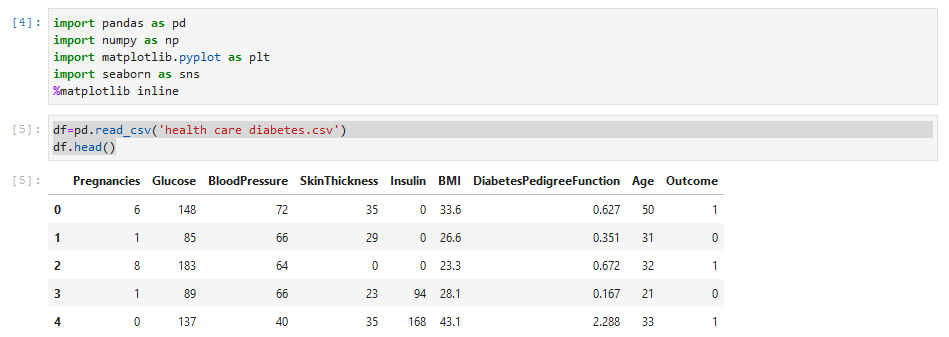 [4]: import pandas as pd
import numpy as np
import matplotlib.pyplot as plt
import seaborn as sns
%matplotlib inline
[5]: df=pd.read_csv('health care diabetes.csv')
df.head()
[5]: Pregnancies Glucose BloodPressure SkinThickness Insulin BMI DiabetesPedigreeFunction Age Outcome
0 6 148 72 35 0 33.6 0.627 50 1
1 1 85 66 29 0 26.6 0.351 31 0
2 8 183 64 0 0 23.3 0.672 32 1
3 1 89 66 23 94 28.1 0.167 21 0
4 0 137 40 35 168 43.1 2.288 33 1